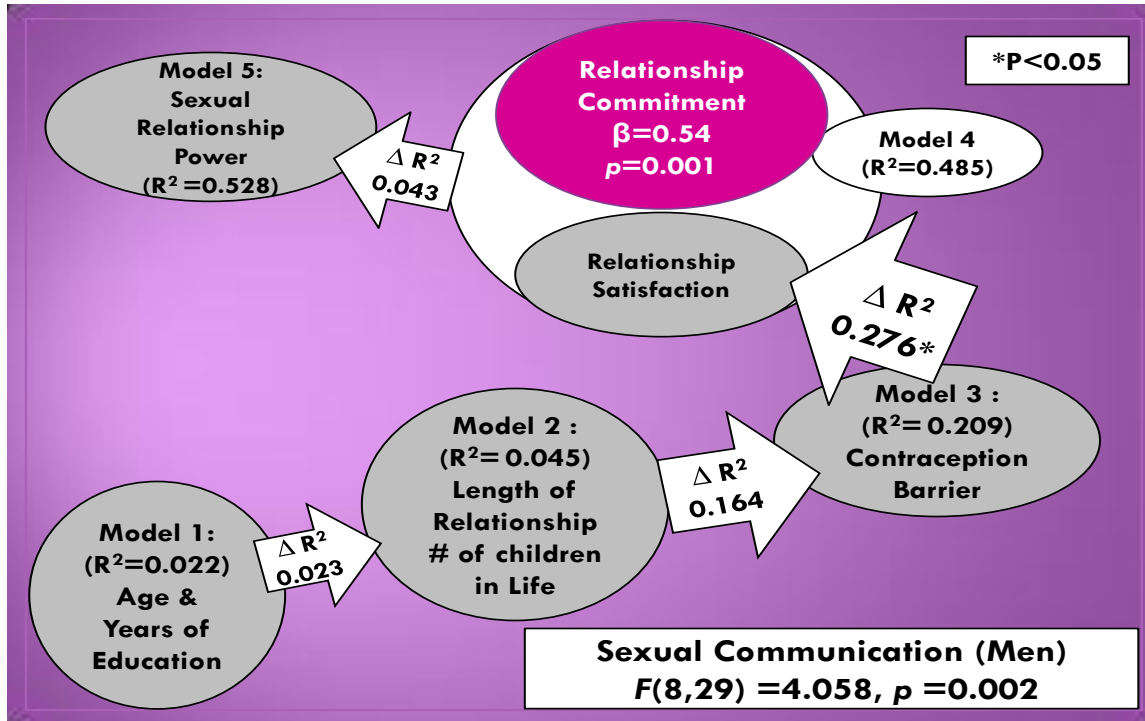 Model 5:
Sexual
Relationship
Power
(R²=0.528)
Δ R²
0.043
Relationship
Commitment
β=0.54
p=0.001
*P<0.05
Model 4
(R²=0.485)
Relationship
Satisfaction
Δ R²
0.276*
Model 3 :
(R²= 0.209)
Contraception
Barrier
Δ R²
0.164
Model 2 :
(R²= 0.045)
Length of
Relationship
# of children
in Life
Δ R²
0.023
Model 1:
(R²=0.022)
Age &
Years of
Education
Sexual Communication (Men)
F(8,29) =4.058, p =0.002